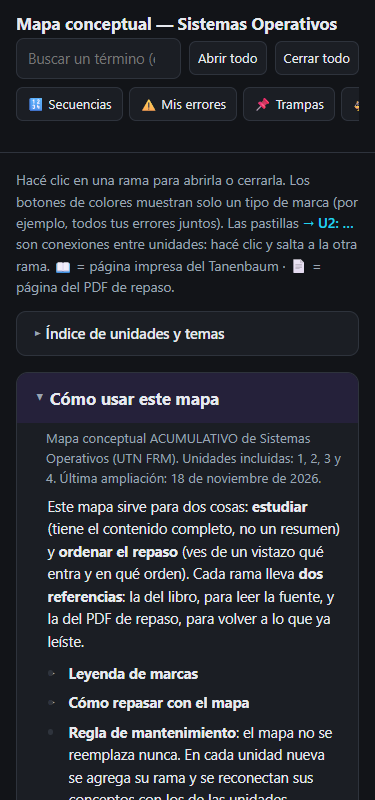 Mapa conceptual — Sistemas Operativos
Buscar un término (
Abrir todo
Cerrar todo
🔢 Secuencias
⚠️ Mis errores
📌 Trampas
Hacé clic en una rama para abrirla o cerrarla. Los
botones de colores muestran solo un tipo de marca (por
ejemplo, todos tus errores juntos). Las pastillas → U2: ...
son conexiones entre unidades: hacé clic y salta a la otra
rama. 📖 = página impresa del Tanenbaum · 📄 =
página del PDF de repaso.
▸ Índice de unidades y temas
▾ Cómo usar este mapa
Mapa conceptual ACUMULATIVO de Sistemas
Operativos (UTN FRM). Unidades incluidas: 1, 2, 3 y
4. Última ampliación: 18 de noviembre de 2026.
Este mapa sirve para dos cosas: estudiar
(tiene el contenido completo, no un resumen)
y ordenar el repaso (ves de un vistazo qué
entra y en qué orden). Cada rama lleva dos
referencias: la del libro, para leer la fuente, y
la del PDF de repaso, para volver a lo que ya
leíste.
Leyenda de marcas
Cómo repasar con el mapa
Regla de mantenimiento: el mapa no se
reemplaza nunca. En cada unidad nueva
se agrega su rama y se reconectan sus
conceptos con los de las unidades